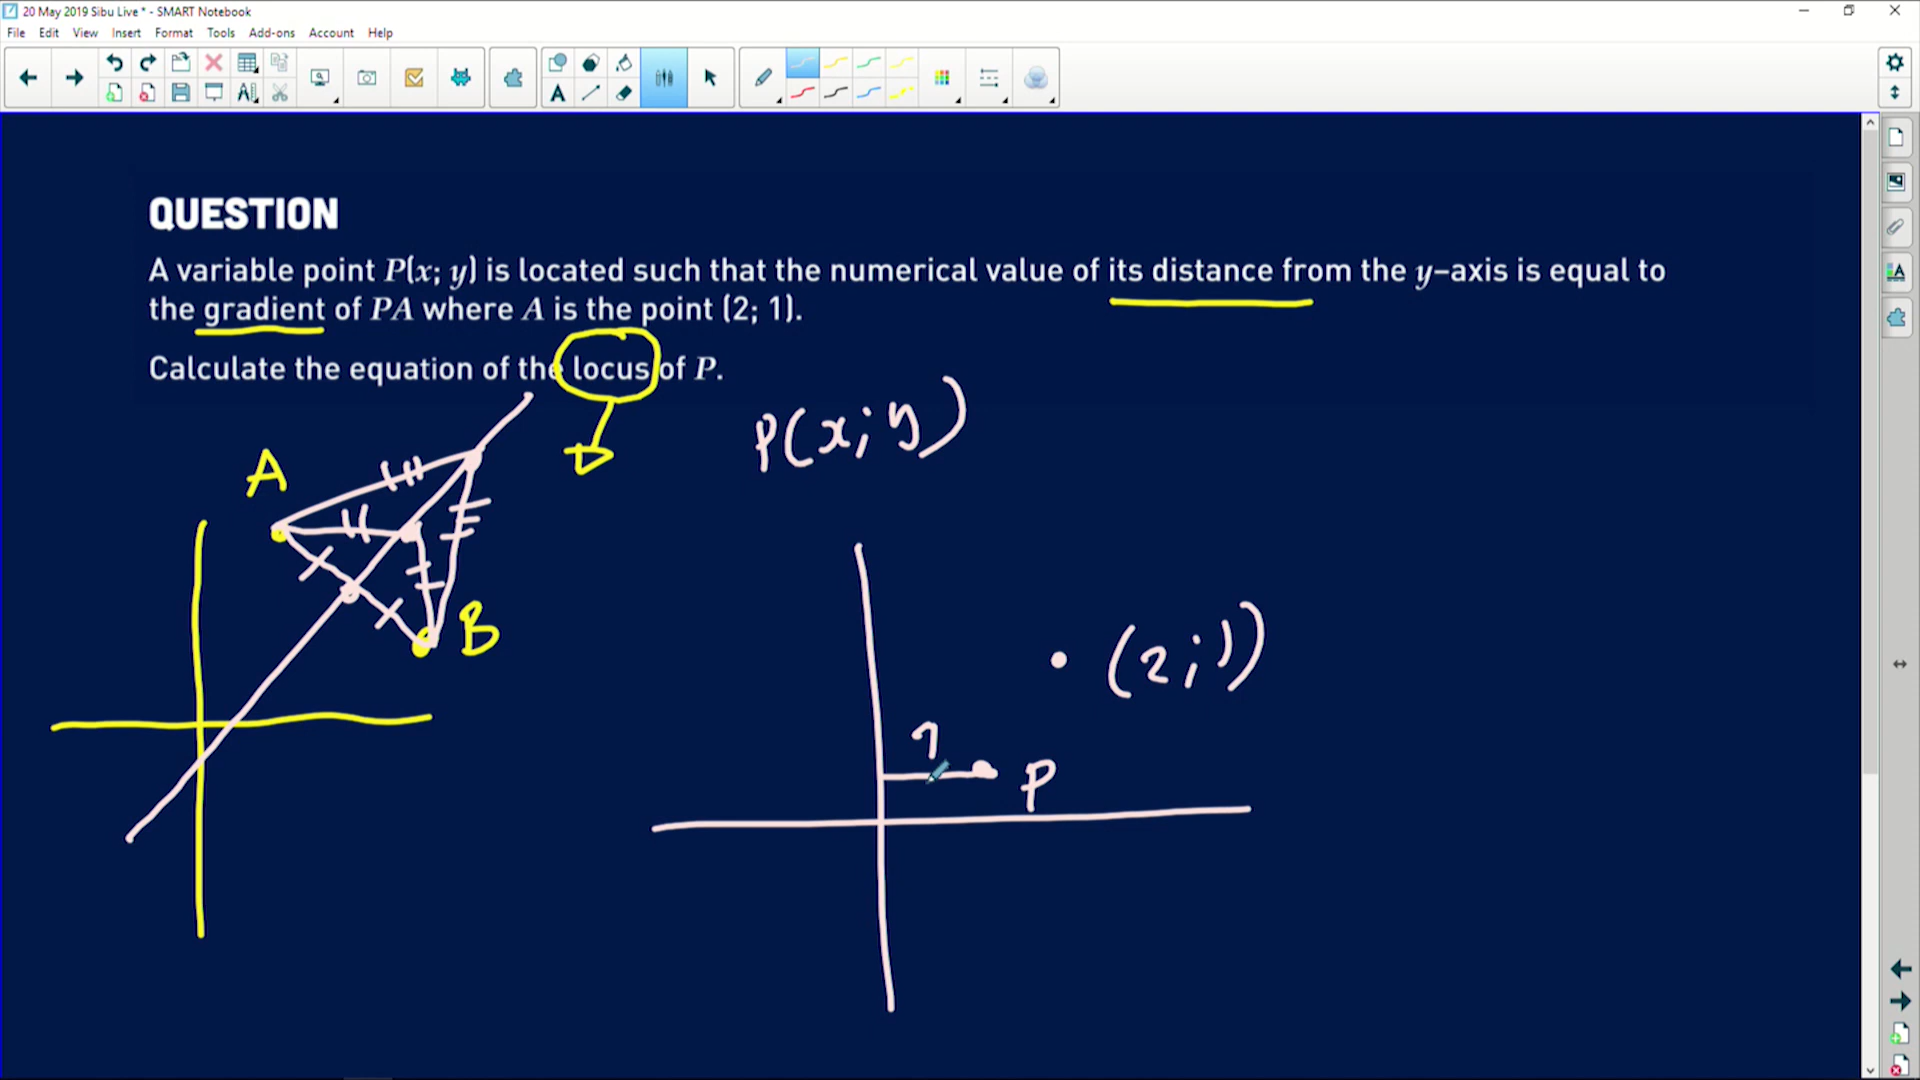 20 May 2019 Sibu Live * - SMART Notebook
File Edit View Insert Format Tools Add-ons Account Help
QUESTION
A variable point P(x; y) is located such that the numerical value of its distance from the y–axis is equal to
the gradient of PA where A is the point (2; 1).
Calculate the equation of the locus of P.
P(x;y)
A
B
(2;1)
P